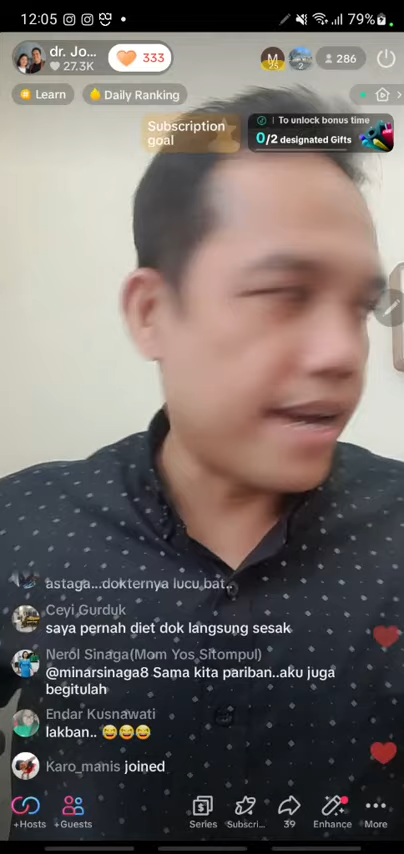 12:05
79%
dr. Jo...
27.3K
333
M
25
2
286
Learn
Daily Ranking
Subscription
goal
To unlock bonus time
0/2 designated Gifts
astaga...dokternya lucu bat..
Ceyi Gurduk
saya pernah diet dok langsung sesak
Nerol Sinaga(Mom Yos Sitompul)
@minarsinaga8 Sama kita pariban..aku juga
begitulah
Endar Kusnawati
lakban.. 😂😂😂
Karo_manis joined
+Hosts
+Guests
Series
Subscri...
39
Enhance
More